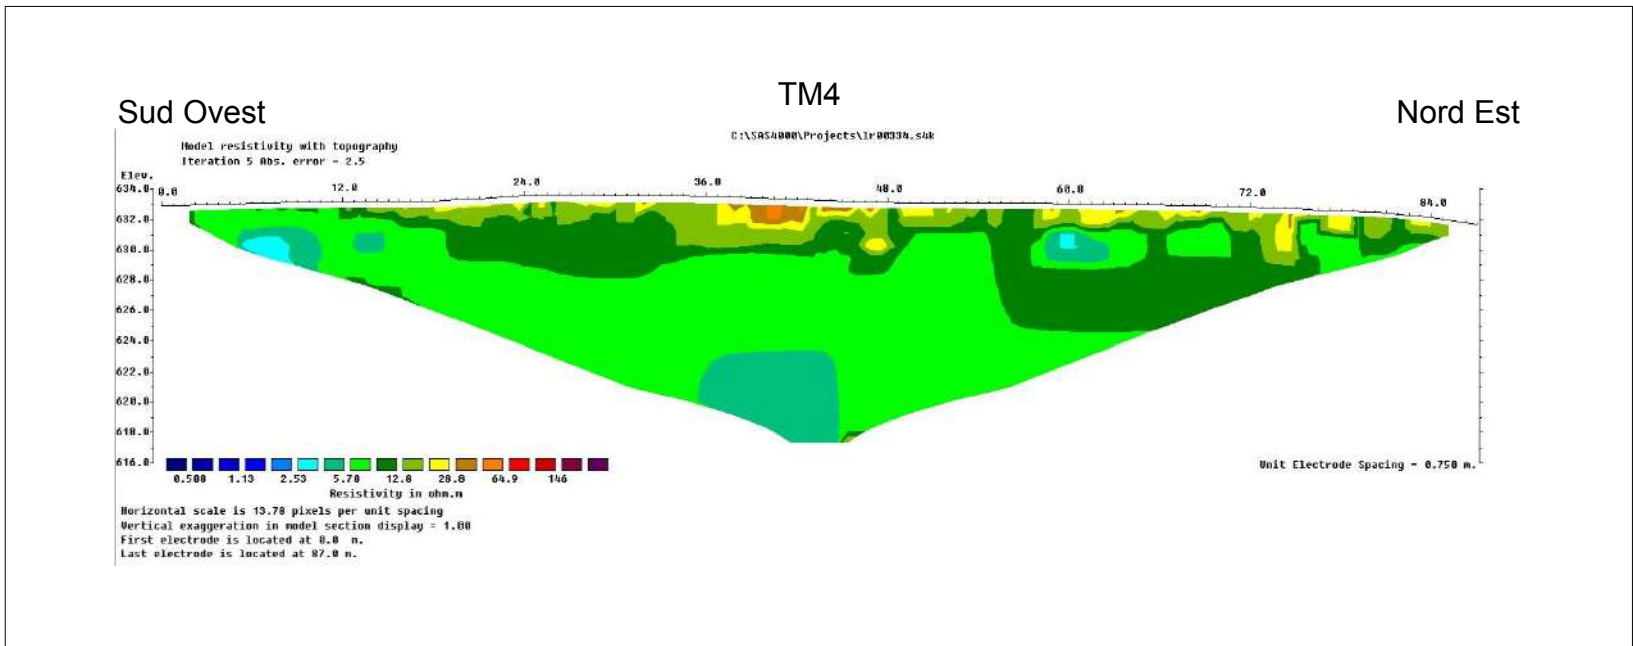 TM4
Sud Ovest
Nord Est
C:\SAS4000\Projects\lr00334.s4k
Model resistivity with topography
Iteration 5 Abs. error = 2.5
Elev.
634.0
0.0 12.0 24.0 36.0 48.0 60.0 72.0 84.0
632.0
630.0
628.0
626.0
624.0
622.0
620.0
618.0
616.0
Unit Electrode Spacing = 0.750 m.
0.500 1.13 2.53 5.70 12.8 28.8 64.9 146
Resistivity in ohm.m
Horizontal scale is 13.78 pixels per unit spacing
Vertical exaggeration in model section display = 1.00
First electrode is located at 0.0 m.
Last electrode is located at 87.0 m.